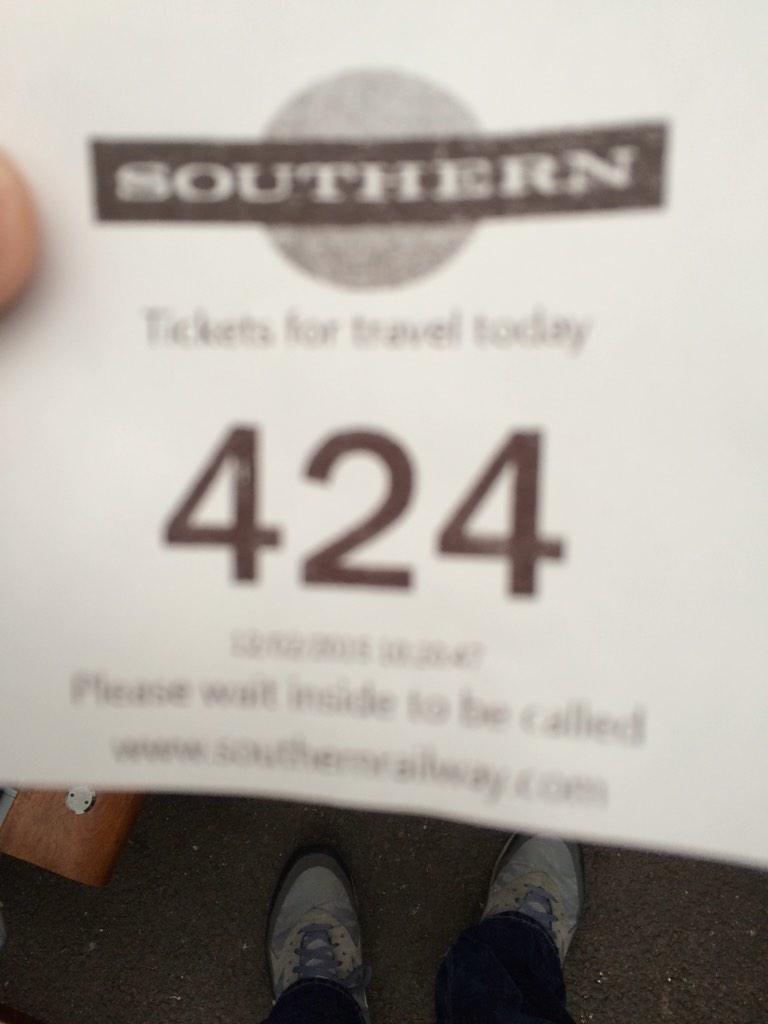 SOUTHERN
Tickets for travel today
424
Please wait inside to be called
www.southernrailway.com